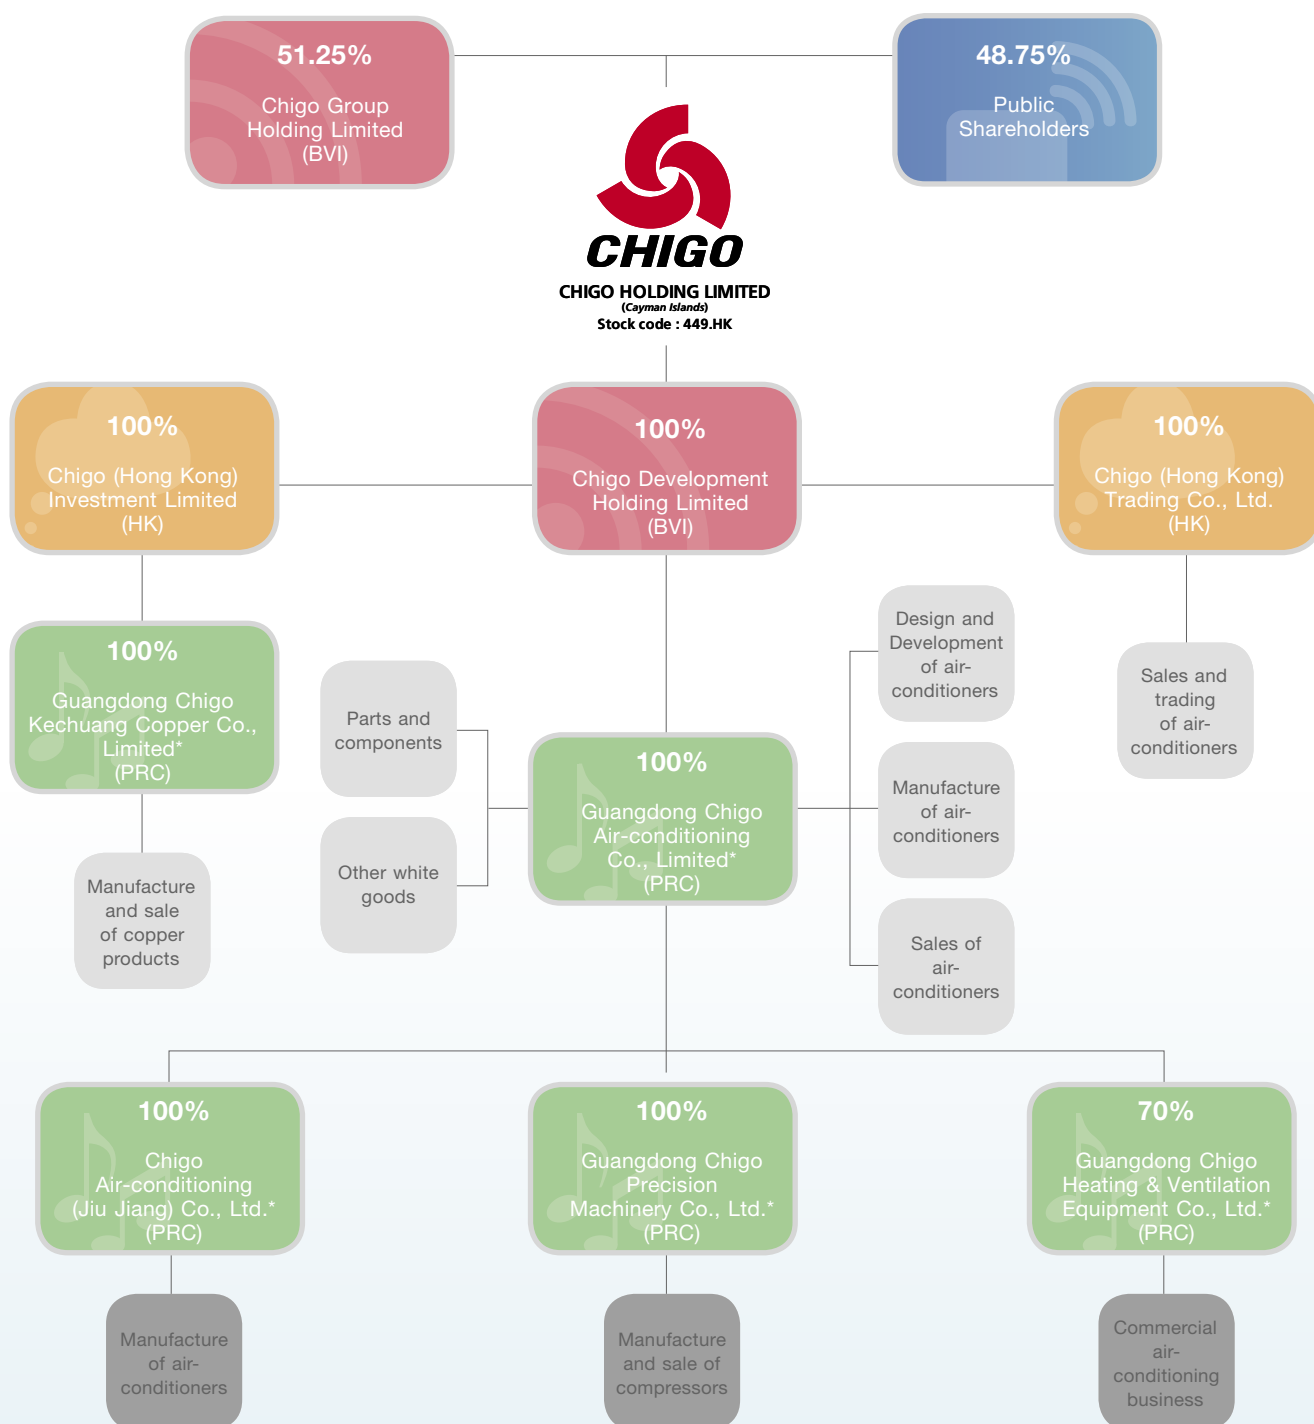 51.25%
Chigo Group
Holding Limited
(BVI)
48.75%
Public
Shareholders
CHIGO
CHIGO HOLDING LIMITED
(Cayman Islands)
Stock code : 449.HK
100%
Chigo (Hong Kong)
Investment Limited
(HK)
100%
Chigo Development
Holding Limited
(BVI)
100%
Chigo (Hong Kong)
Trading Co., Ltd.
(HK)
100%
Guangdong Chigo
Kechuang Copper Co.,
Limited*
(PRC)
Manufacture
and sale
of copper
products
Parts and
components
Other white
goods
100%
Guangdong Chigo
Air-conditioning
Co., Limited*
(PRC)
Design and
Development
of air-
conditioners
Manufacture
of air-
conditioners
Sales of
air-
conditioners
Sales and
trading
of air-
conditioners
100%
Chigo
Air-conditioning
(Jiu Jiang) Co., Ltd.*
(PRC)
100%
Guangdong Chigo
Precision
Machinery Co., Ltd.*
(PRC)
70%
Guangdong Chigo
Heating & Ventilation
Equipment Co., Ltd.*
(PRC)
Manufacture
of air-
conditioners
Manufacture
and sale of
compressors
Commercial
air-
conditioning
business